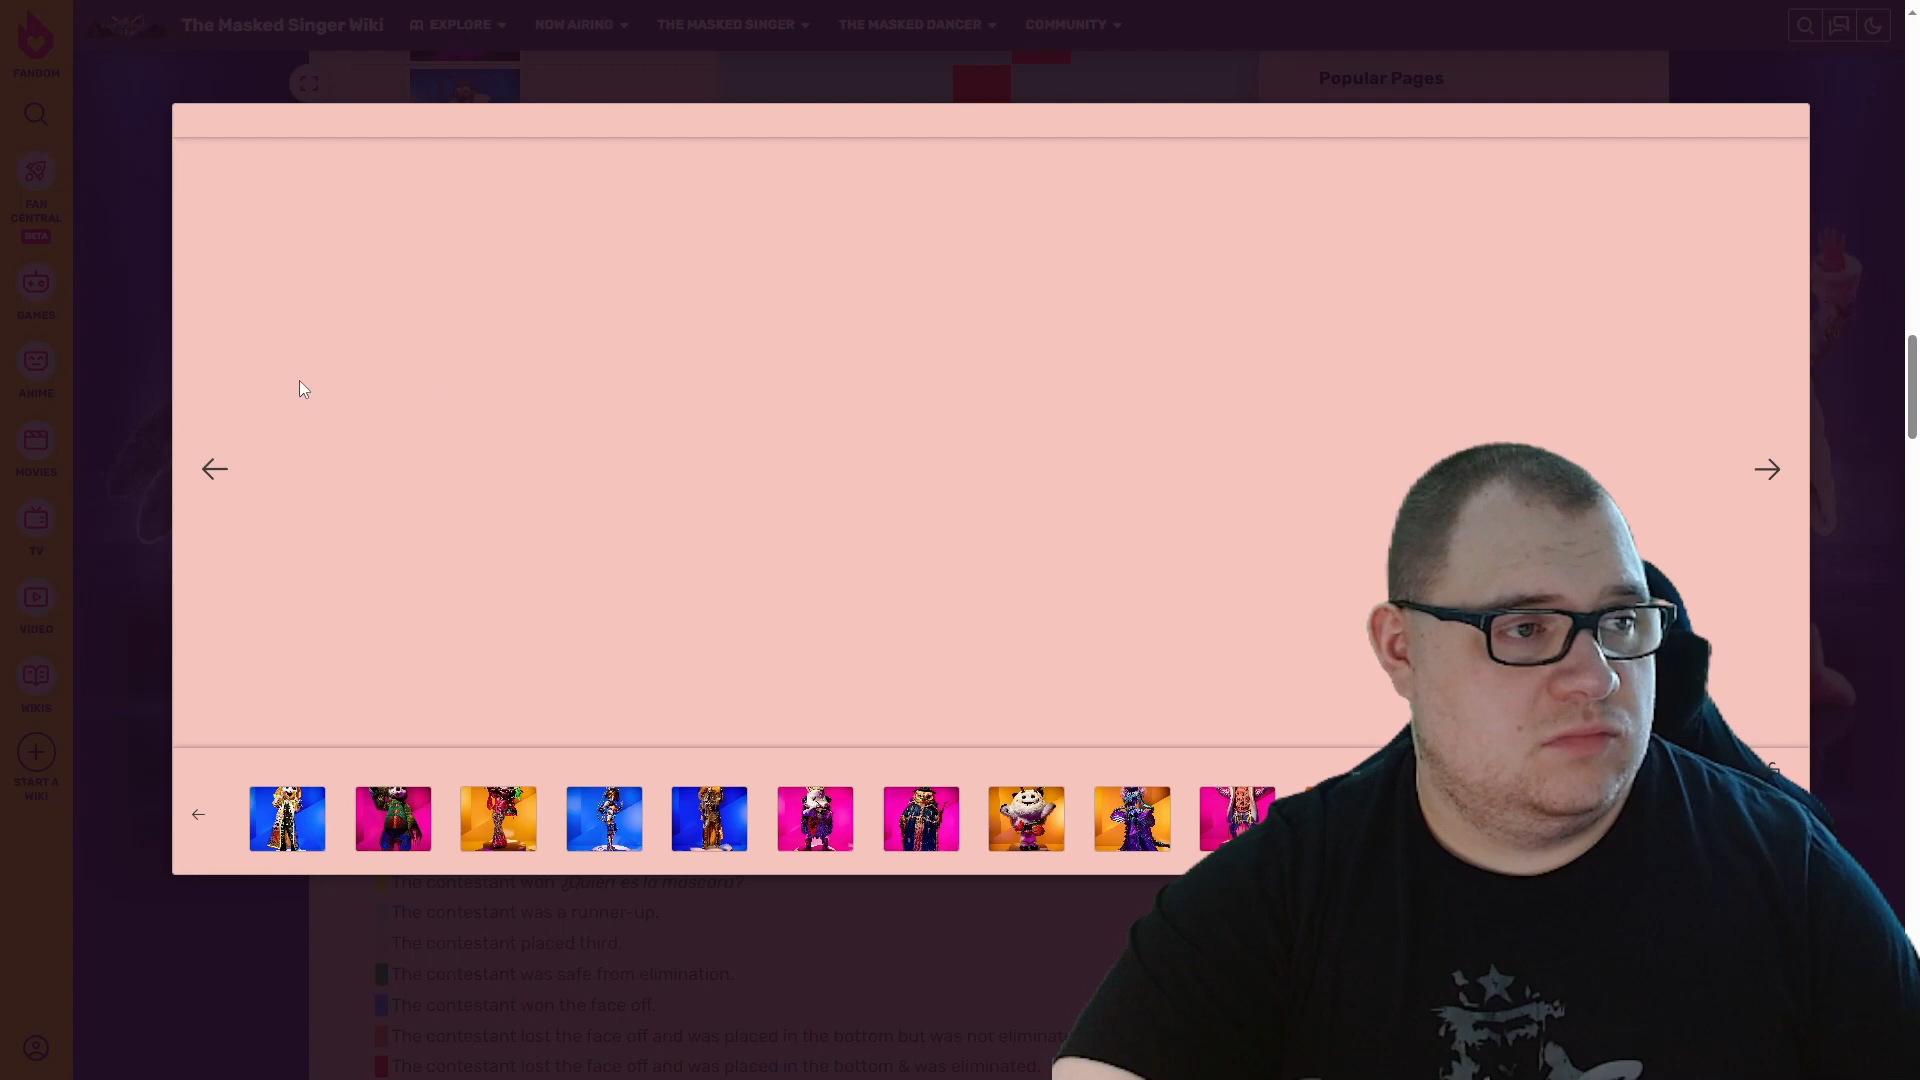 The Masked Singer Wiki
EXPLORE
NOW AIRING
THE MASKED SINGER
THE MASKED DANCER
COMMUNITY
FANDOM
Popular Pages
FAN
CENTRAL
BETA
GAMES
ANIME
MOVIES
TV
VIDEO
WIKIS
START A
WIKI
The contestant won ¿Quién es la máscara?
The contestant was a runner-up.
The contestant placed third.
The contestant was safe from elimination.
The contestant won the face off.
The contestant lost the face off and was placed in the bottom but was not
The contestant lost the face off and was placed in the bottom & was eliminated.